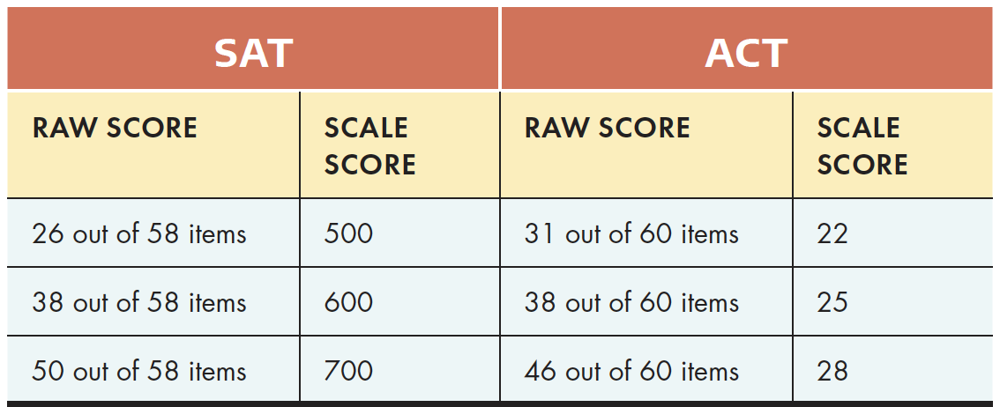 SAT ACT
RAW SCORE SCALE SCORE RAW SCORE SCALE SCORE
26 out of 58 items 500 31 out of 60 items 22
38 out of 58 items 600 38 out of 60 items 25
50 out of 58 items 700 46 out of 60 items 28